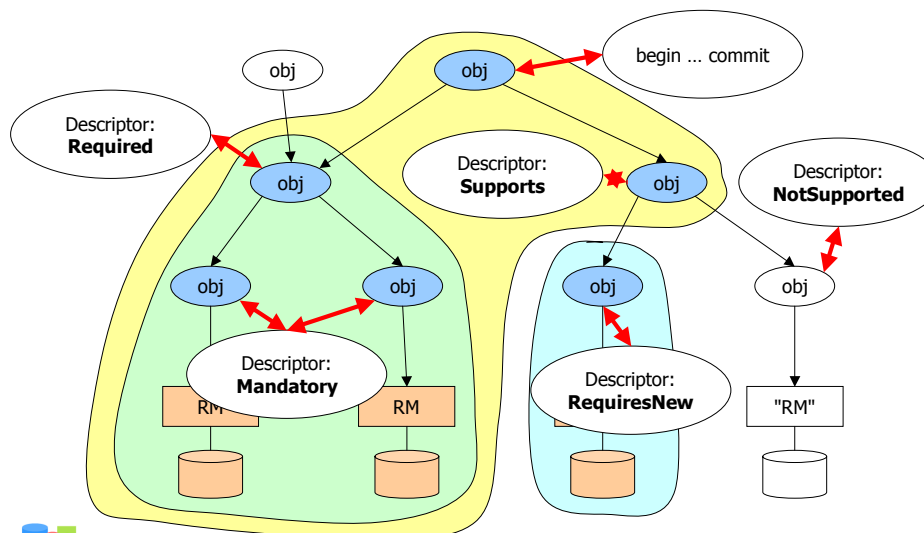 begin ... commit
obj
obj
Descriptor:
Required
Descriptor:
Supports
Descriptor:
NotSupported
obj
obj
obj
obj
obj
obj
Descriptor:
Mandatory
Descriptor:
RequiresNew
RM
RM
"RM"